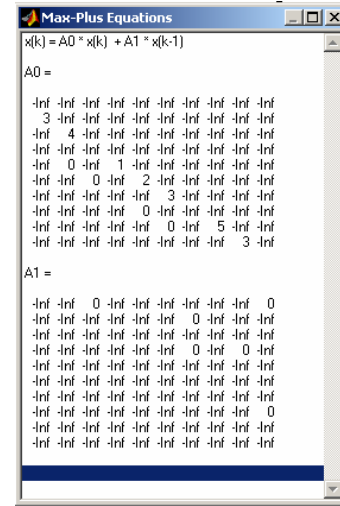 Max-Plus Equations
x(k) = A0 * x(k) + A1 * x(k-1)
A0 =
-Inf -Inf -Inf -Inf -Inf -Inf -Inf -Inf -Inf -Inf
3 -Inf -Inf -Inf -Inf -Inf -Inf -Inf -Inf -Inf
-Inf 4 -Inf -Inf -Inf -Inf -Inf -Inf -Inf -Inf
-Inf -Inf -Inf -Inf -Inf -Inf -Inf -Inf -Inf -Inf
-Inf 0 -Inf 1 -Inf -Inf -Inf -Inf -Inf -Inf
-Inf -Inf 0 -Inf 2 -Inf -Inf -Inf -Inf -Inf
-Inf -Inf -Inf -Inf -Inf 3 -Inf -Inf -Inf -Inf
-Inf -Inf -Inf -Inf 0 -Inf -Inf -Inf -Inf -Inf
-Inf -Inf -Inf -Inf -Inf 0 -Inf 5 -Inf -Inf
-Inf -Inf -Inf -Inf -Inf -Inf -Inf -Inf 3 -Inf
A1 =
-Inf -Inf 0 -Inf -Inf -Inf -Inf -Inf -Inf 0
-Inf -Inf -Inf -Inf -Inf -Inf 0 -Inf -Inf -Inf
-Inf -Inf -Inf -Inf -Inf -Inf -Inf -Inf -Inf -Inf
-Inf -Inf -Inf -Inf -Inf -Inf 0 -Inf 0 -Inf
-Inf -Inf -Inf -Inf -Inf -Inf -Inf -Inf -Inf -Inf
-Inf -Inf -Inf -Inf -Inf -Inf -Inf -Inf -Inf -Inf
-Inf -Inf -Inf -Inf -Inf -Inf -Inf -Inf -Inf -Inf
-Inf -Inf -Inf -Inf -Inf -Inf -Inf -Inf -Inf 0
-Inf -Inf -Inf -Inf -Inf -Inf -Inf -Inf -Inf -Inf
-Inf -Inf -Inf -Inf -Inf -Inf -Inf -Inf -Inf -Inf